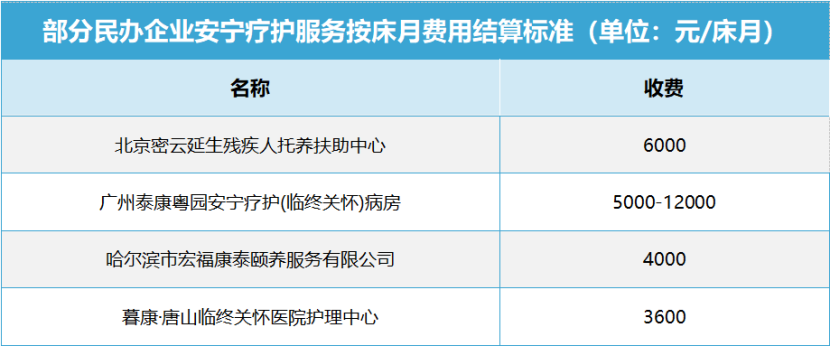 部分民办企业安宁疗护服务按床月费用结算标准（单位：元/床月）
名称 收费
北京密云延生残疾人托养扶助中心 6000
广州泰康粤园安宁疗护(临终关怀)病房 5000-12000
哈尔滨市宏福康泰颐养服务有限公司 4000
暮康·唐山临终关怀医院护理中心 3600